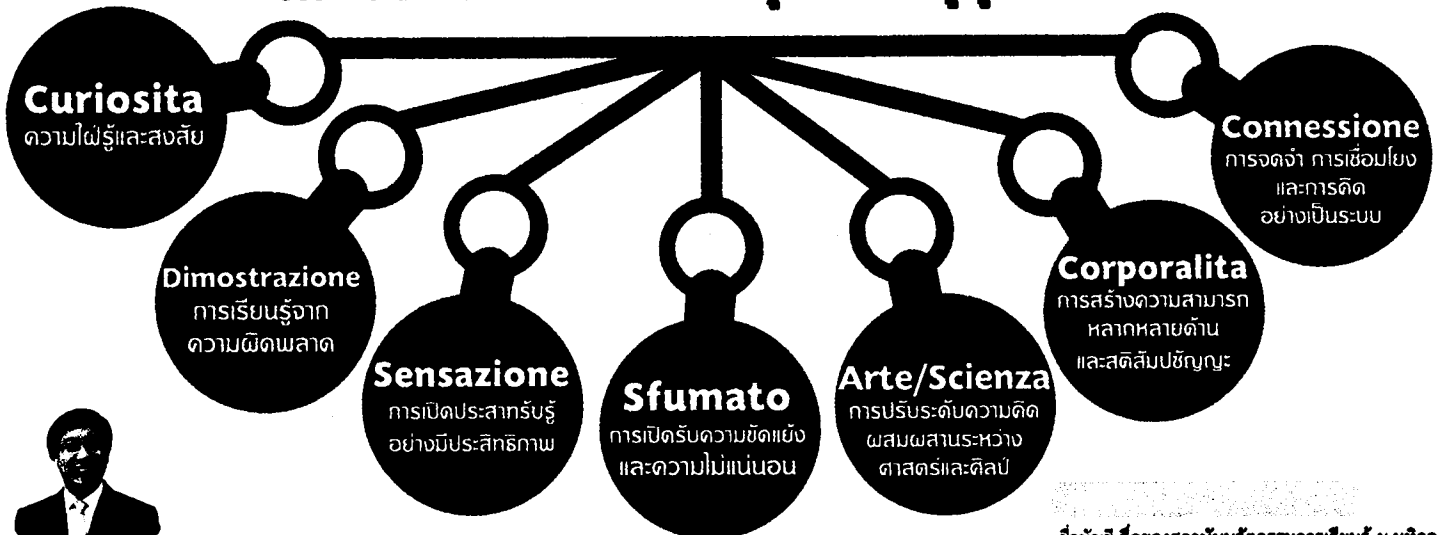 Curiosita
ความใฝ่รู้และสงสัย
Dimostrazione
การเรียนรู้จาก
ความผิดพลาด
Sensazione
การเปิดประสาทรับรู้
อย่างมีประสิทธิภาพ
Sfumato
การเปิดรับความขัดแย้ง
และความไม่แน่นอน
Arte/Scienza
การปรับระดับความคิด
ผสมผสานระหว่าง
ศาสตร์และศิลป์
Corporalita
การสร้างความสามารถ
หลากหลายด้าน
และสติสัมปชัญญะ
Connessione
การจดจำ การเชื่อมโยง
และการคิด
อย่างเป็นระบบ